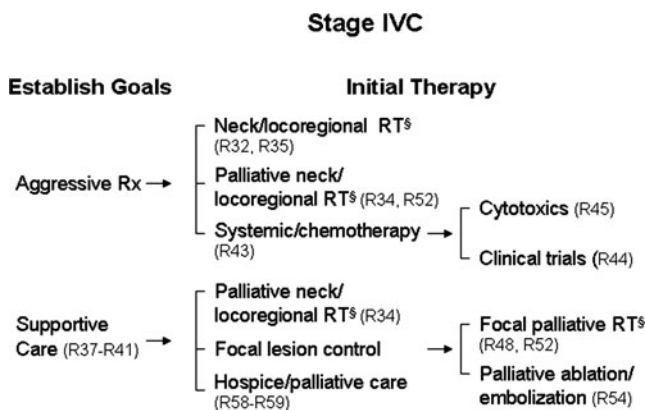 Stage IVC
Establish Goals
Initial Therapy
Aggressive Rx
Neck/locoregional RT§
(R32, R35)
Palliative neck/
locoregional RT§ (R34, R52)
Systemic/chemotherapy
(R43)
Cytotoxics (R45)
Clinical trials (R44)
Supportive
Care (R37-R41)
Palliative neck/
locoregional RT§ (R34)
Focal lesion control
Hospice/palliative care
(R58-R59)
Focal palliative RT§
(R48, R52)
Palliative ablation/
embolization (R54)